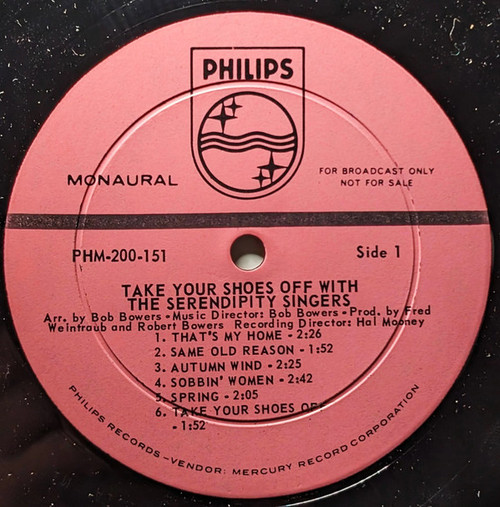 PHILIPS
MONAURAL
FOR BROADCAST ONLY
NOT FOR SALE
PHM-200-151
Side 1
TAKE YOUR SHOES OFF WITH
THE SERENDIPITY SINGERS
Arr. by Bob Bowers • Music Director: Bob Bowers • Prod. by Fred
Weintraub and Robert Bowers Recording Director: Hal Mooney
1. THAT'S MY HOME - 2:26
2. SAME OLD REASON - 1:52
3. AUTUMN WIND - 2:25
4. SOBBIN' WOMEN - 2:42
5. SPRING - 2:05
6. TAKE YOUR SHOES OFF
- 1:52
PHILIPS RECORDS—VENDOR: MERCURY RECORD CORPORATION